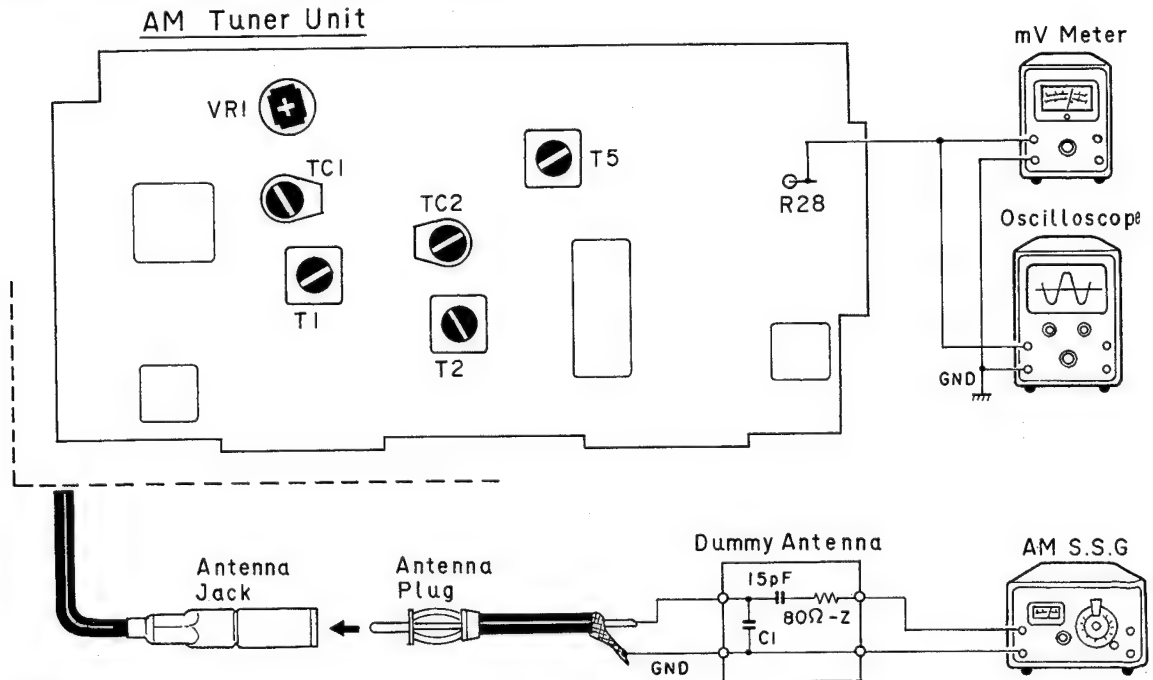 AM Tuner Unit
mV Meter
VR1
TC1
T5
TC2
R28
Oscilloscope
T1
T2
GND
Dummy Antenna
AM S.S.G
Antenna
Jack
Antenna
Plug
15pF
80Ω-Z
C1
GND